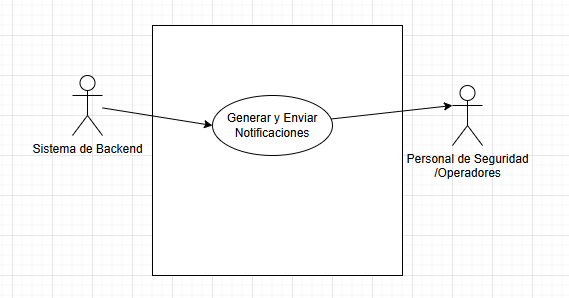 Generar y Enviar
Notificaciones
Sistema de Backend
Personal de Seguridad
/Operadores